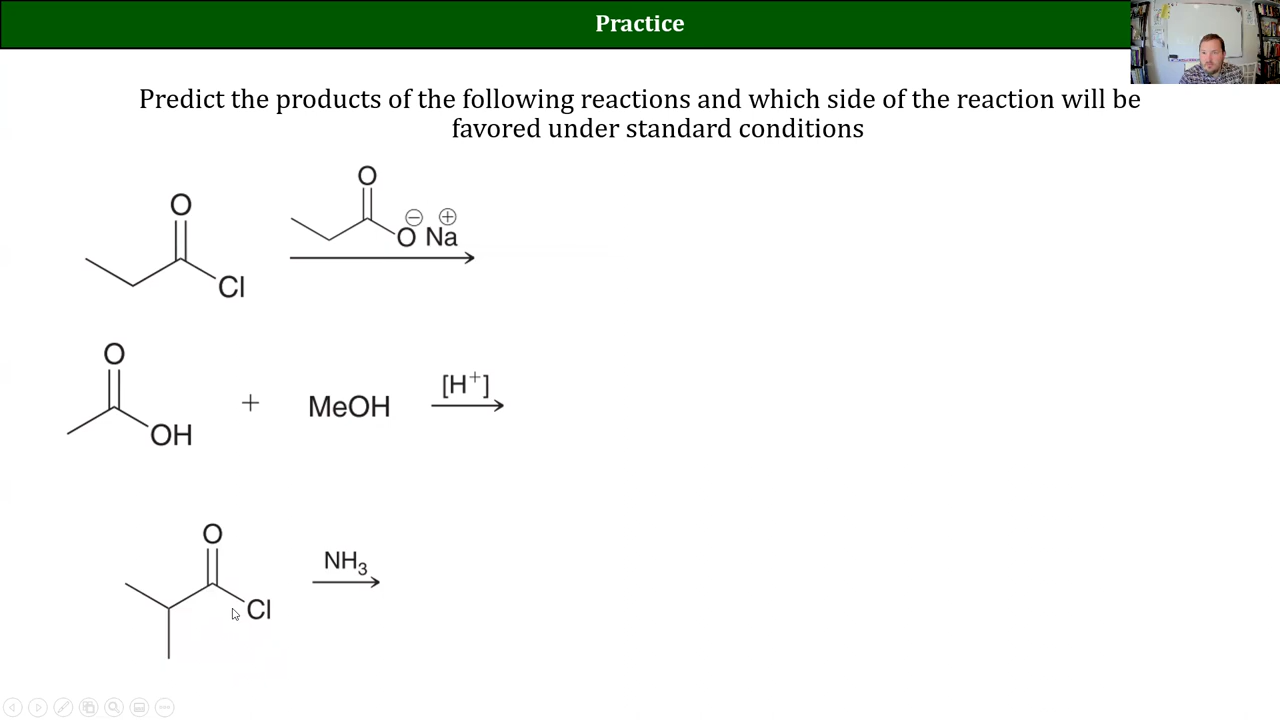 Practice
Predict the products of the following reactions and which side of the reaction will be
favored under standard conditions
O
O
⊖ ⊕
O Na
Cl
O
[H⁺]
+ MeOH
OH
O
NH₃
Cl